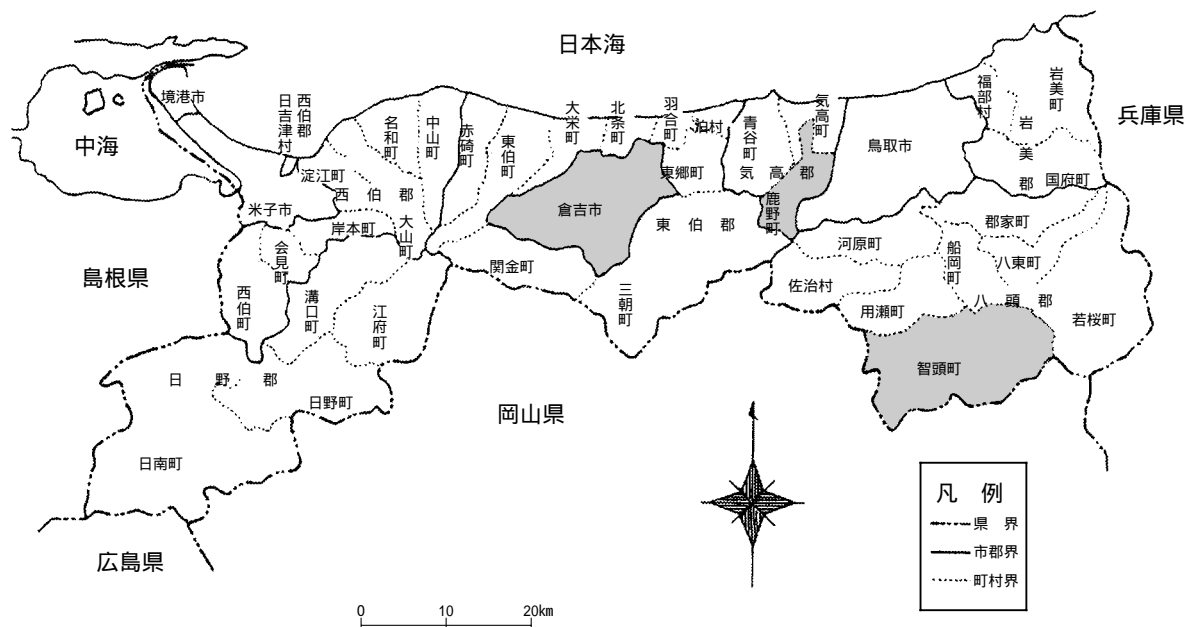 日本海
兵庫県
島根県
岡山県
広島県
中海
境港市
西伯郡
日吉津村
淀江町
名和町
中山町
赤碕町
東伯町
大栄町
北条町
羽合町
泊村
青谷町
気高町
鳥取市
福部村
岩美町
岩美郡
国府町
米子市
西伯郡
岸本町
大山町
会見町
西伯町
溝口町
江府町
日野郡
日野町
日南町
倉吉市
関金町
東郷町
東伯郡
三朝町
気高郡
鹿野町
河原町
郡家町
船岡町
八東町
佐治村
用瀬町
八頭郡
若桜町
智頭町
凡 例
県 界
市郡界
町村界
0 10 20km